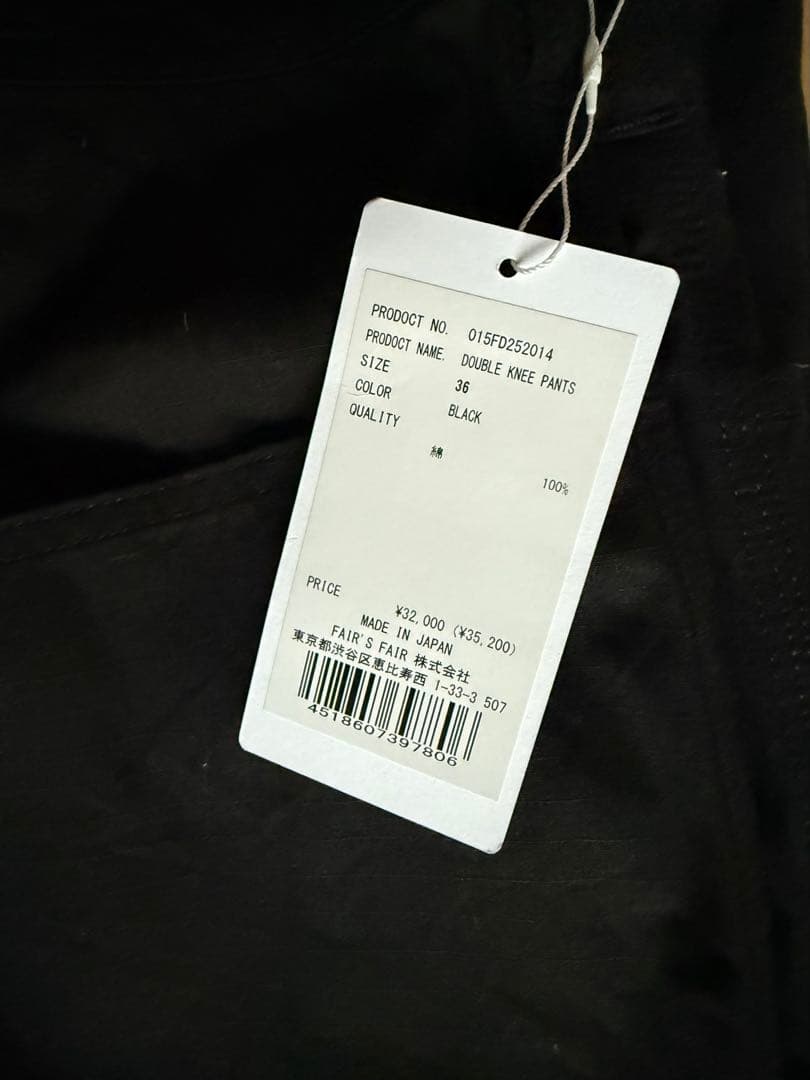 PRODOCT NO. 015FD252014
PRODOCT NAME. DOUBLE KNEE PANTS
SIZE 36
COLOR BLACK
QUALITY
綿 100%
PRICE ¥32,000 (¥35,200)
MADE IN JAPAN
FAIR'S FAIR 株式会社
東京都渋谷区恵比寿西 1-33-3 507
4518607397806